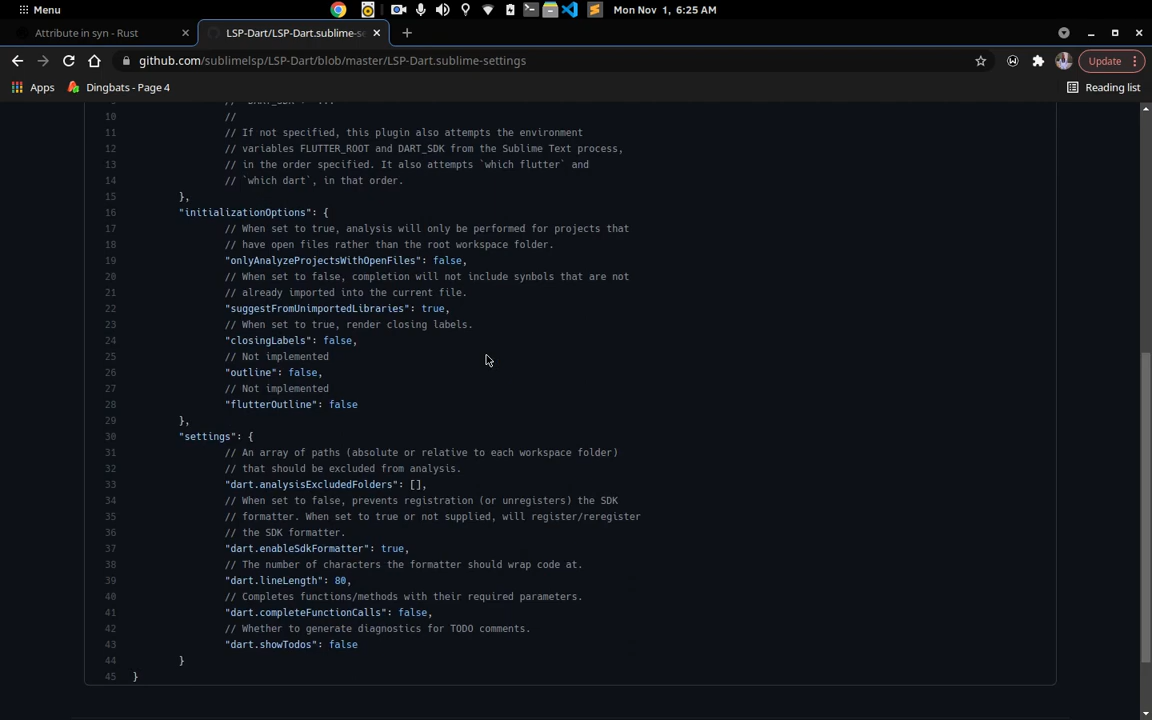 Menu
Mon Nov 1, 6:25 AM
Attribute in syn - Rust
LSP-Dart/LSP-Dart.sublime-se
github.com/sublimelsp/LSP-Dart/blob/master/LSP-Dart.sublime-settings
Update
Apps
Dingbats - Page 4
Reading list
10 //
11 // If not specified, this plugin also attempts the environment
12 // variables FLUTTER_ROOT and DART_SDK from the Sublime Text process,
13 // in the order specified. It also attempts `which flutter` and
14 // `which dart`, in that order.
15 },
16 "initializationOptions": {
17 // When set to true, analysis will only be performed for projects that
18 // have open files rather than the root workspace folder.
19 "onlyAnalyzeProjectsWithOpenFiles": false,
20 // When set to false, completion will not include synbols that are not
21 // already imported into the current file.
22 "suggestFromUnimportedLibraries": true,
23 // When set to true, render closing labels.
24 "closingLabels": false,
25 // Not implemented
26 "outline": false,
27 // Not implemented
28 "flutterOutline": false
29 },
30 "settings": {
31 // An array of paths (absolute or relative to each workspace folder)
32 // that should be excluded from analysis.
33 "dart.analysisExcludedFolders": [],
34 // When set to false, prevents registration (or unregisters) the SDK
35 // formatter. When set to true or not supplied, will register/reregister
36 // the SDK formatter.
37 "dart.enableSdkFormatter": true,
38 // The number of characters the formatter should wrap code at.
39 "dart.lineLength": 80,
40 // Completes functions/methods with their required parameters.
41 "dart.completeFunctionCalls": false,
42 // Whether to generate diagnostics for TODO comments.
43 "dart.showTodos": false
44 }
45 }